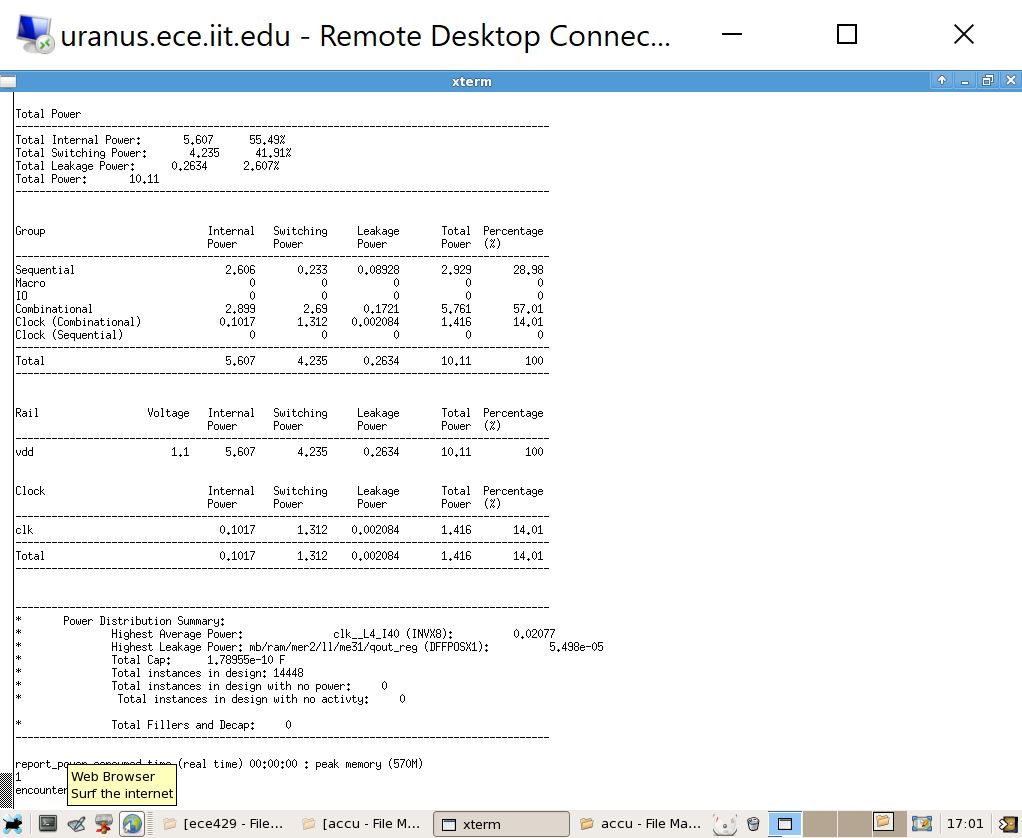 uranus.ece.iit.edu - Remote Desktop Connec...
xterm
Total Power
Total Internal Power: 5.607 55.49%
Total Switching Power: 4.235 41.91%
Total Leakage Power: 0.2634 2.607%
Total Power: 10.11
Group Internal Switching Leakage Total Percentage
Power Power Power Power (%)
Sequential 2.606 0.233 0.08928 2.929 28.98
Macro 0 0 0 0 0
IO 0 0 0 0 0
Combinational 2.899 2.69 0.1721 5.761 57.01
Clock (Combinational) 0.1017 1.312 0.002084 1.416 14.01
Clock (Sequential) 0 0 0 0 0
Total 5.607 4.235 0.2634 10.11 100
Rail Voltage Internal Switching Leakage Total Percentage
Power Power Power Power (%)
vdd 1.1 5.607 4.235 0.2634 10.11 100
Clock Internal Switching Leakage Total Percentage
Power Power Power Power (%)
clk 0.1017 1.312 0.002084 1.416 14.01
Total 0.1017 1.312 0.002084 1.416 14.01
* Power Distribution Summary:
* Highest Average Power: clk__L4_I40 (INVX8): 0.02077
* Highest Leakage Power: mb/ram/mer2/ll/me31/qout_reg (DFFPOSX1): 5.498e-05
* Total Cap: 1.78955e-10 F
* Total instances in design: 14448
* Total instances in design with no power: 0
* Total instances in design with no activty: 0
* Total Fillers and Decap: 0
report_power consumed time (real time) 00:00:00 : peak memory (570M)
1
encounter
Web Browser
Surf the internet
[ece429 - File...
[accu - File M...
xterm
accu - File Ma...
17:01